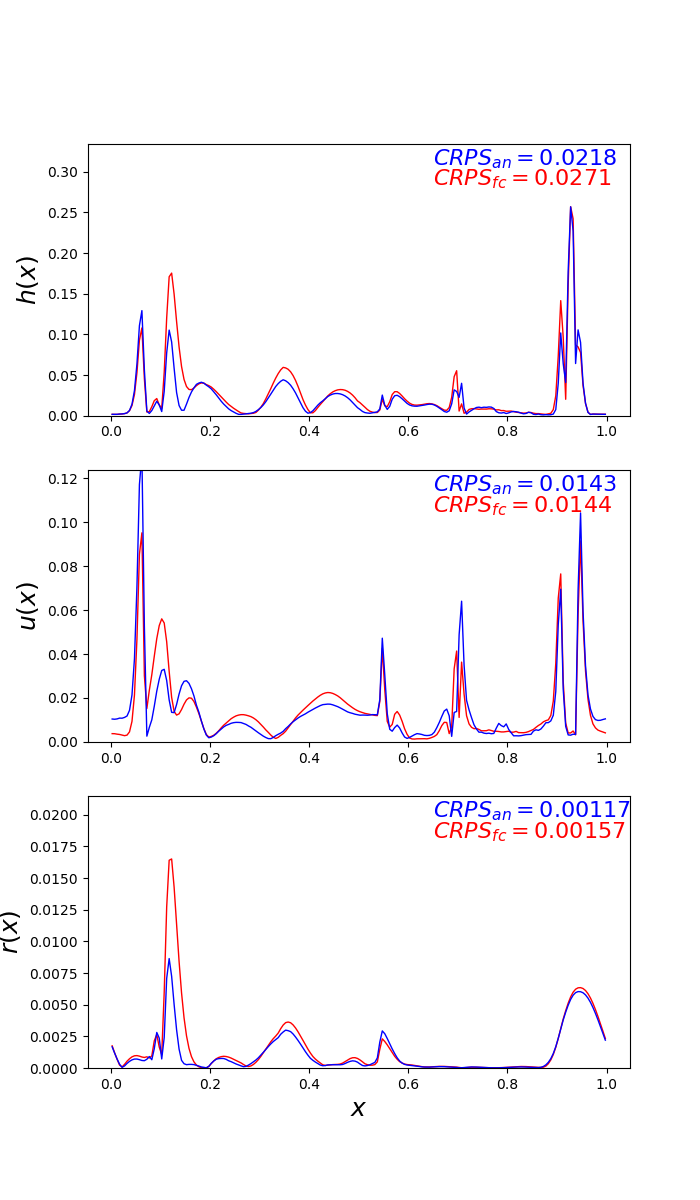 CRPS_an = 0.0218
CRPS_fc = 0.0271
0.30
0.25
0.20
0.15
0.10
0.05
0.00
h(x)
0.0 0.2 0.4 0.6 0.8 1.0
CRPS_an = 0.0143
CRPS_fc = 0.0144
0.12
0.10
0.08
0.06
0.04
0.02
0.00
u(x)
0.0 0.2 0.4 0.6 0.8 1.0
CRPS_an = 0.00117
CRPS_fc = 0.00157
0.0200
0.0175
0.0150
0.0125
0.0100
0.0075
0.0050
0.0025
0.0000
r(x)
0.0 0.2 0.4 0.6 0.8 1.0
x